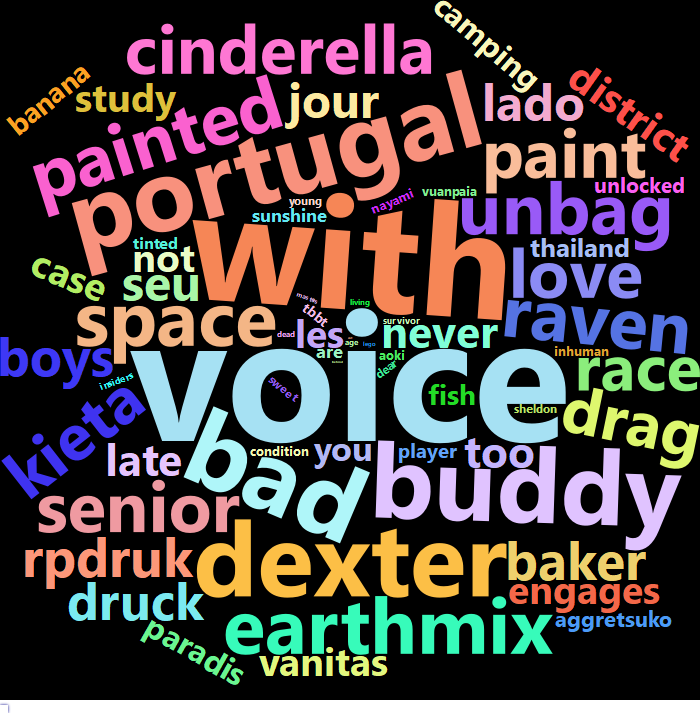 camping
cinderella
banana
study
jour
lado
district
painted
portugal
paint
unlocked
young
nayami
vuanpaia
sunshine
unbag
with
tinted
not
thailand
case
seu
love
space
masters
living
raven
tbbt
survivor
dead
les
never
age
lego
boys
are
aoki
inhuman
voice
dear
race
insiders
sweet
fish
kieta
sheldon
drag
bad
late
condition
you
player
too
buddy
senior
dexter
rpdruk
baker
druck
engages
earthmix
aggretsuko
paradis
vanitas